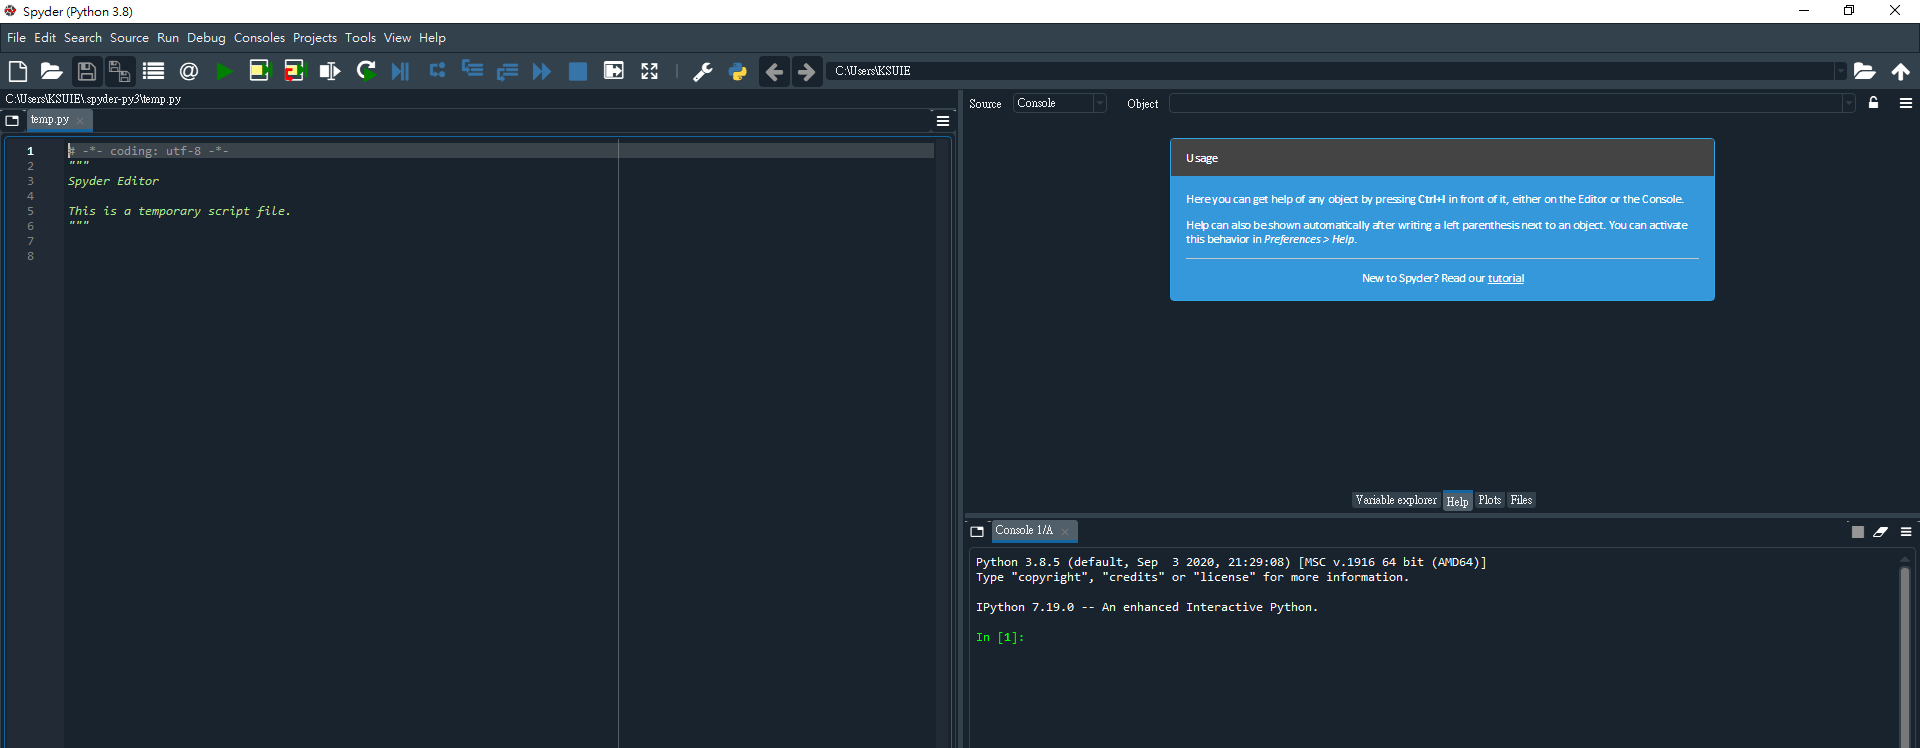 Spyder (Python 3.8)
File Edit Search Source Run Debug Consoles Projects Tools View Help
C:\Users\KSUIE
C:\Users\KSUIE\.spyder-py3\temp.py
temp.py
1 # -*- coding: utf-8 -*-
2 """
3 Spyder Editor
4
5 This is a temporary script file.
6 """
7
8
Source Console Object
Usage
Here you can get help of any object by pressing Ctrl+I in front of it, either on the Editor or the Console.
Help can also be shown automatically after writing a left parenthesis next to an object. You can activate
this behavior in Preferences > Help.
New to Spyder? Read our tutorial
Variable explorer Help Plots Files
Console 1/A
Python 3.8.5 (default, Sep  3 2020, 21:29:08) [MSC v.1916 64 bit (AMD64)]
Type "copyright", "credits" or "license" for more information.
IPython 7.19.0 -- An enhanced Interactive Python.
In [1]: